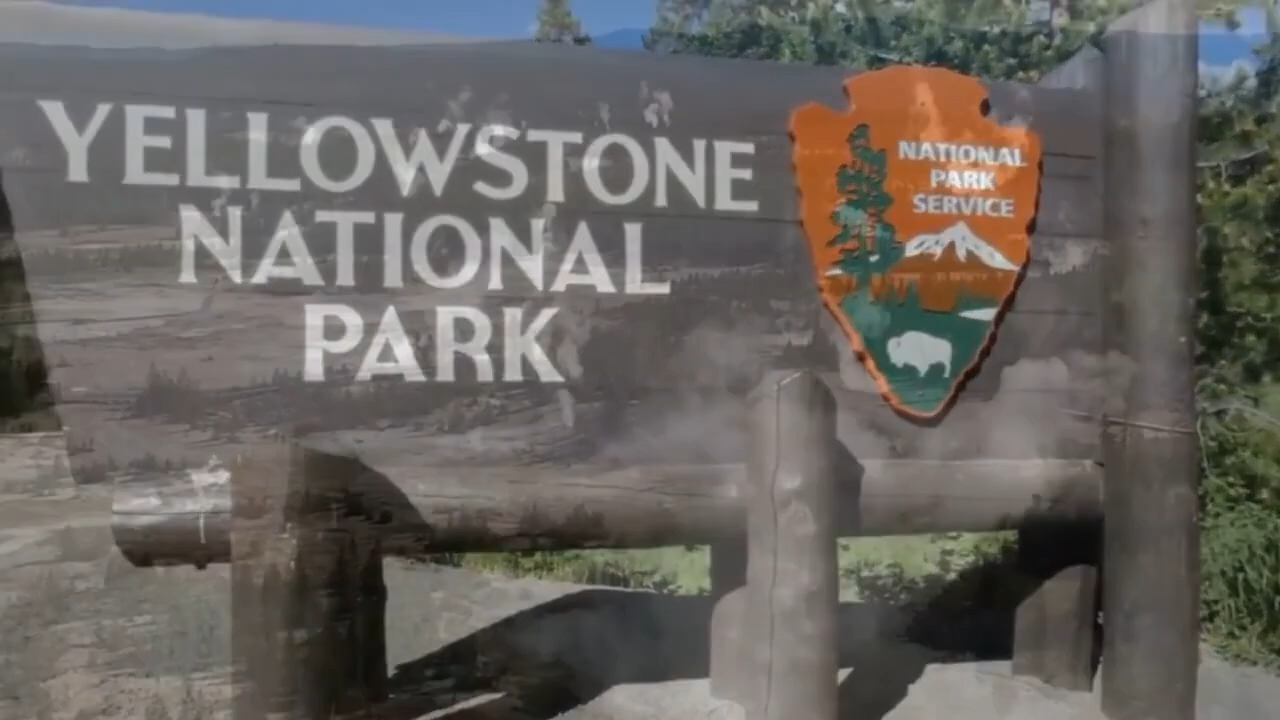 YELLOWSTONE
NATIONAL
PARK
NATIONAL
PARK
SERVICE